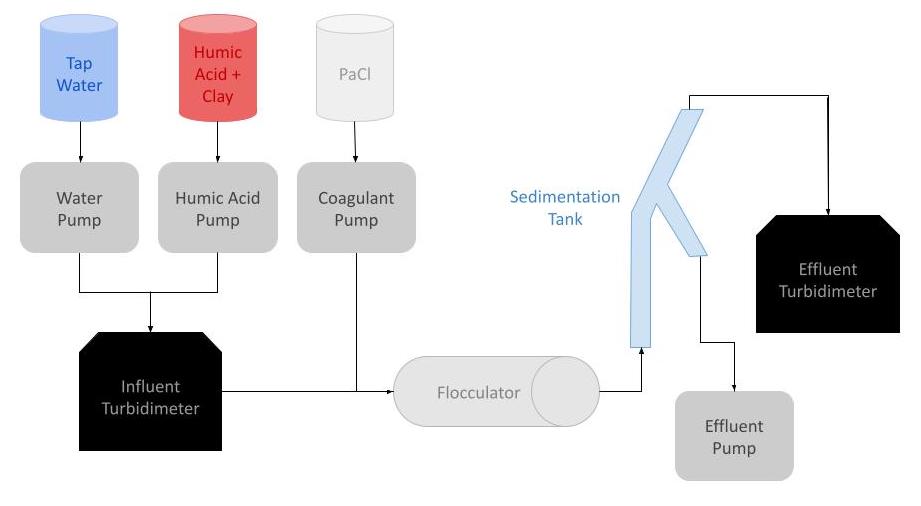 Tap
Water
Humic
Acid +
Clay
PaCl
Water
Pump
Humic Acid
Pump
Coagulant
Pump
Sedimentation
Tank
Effluent
Turbidimeter
Influent
Turbidimeter
Flocculator
Effluent
Pump